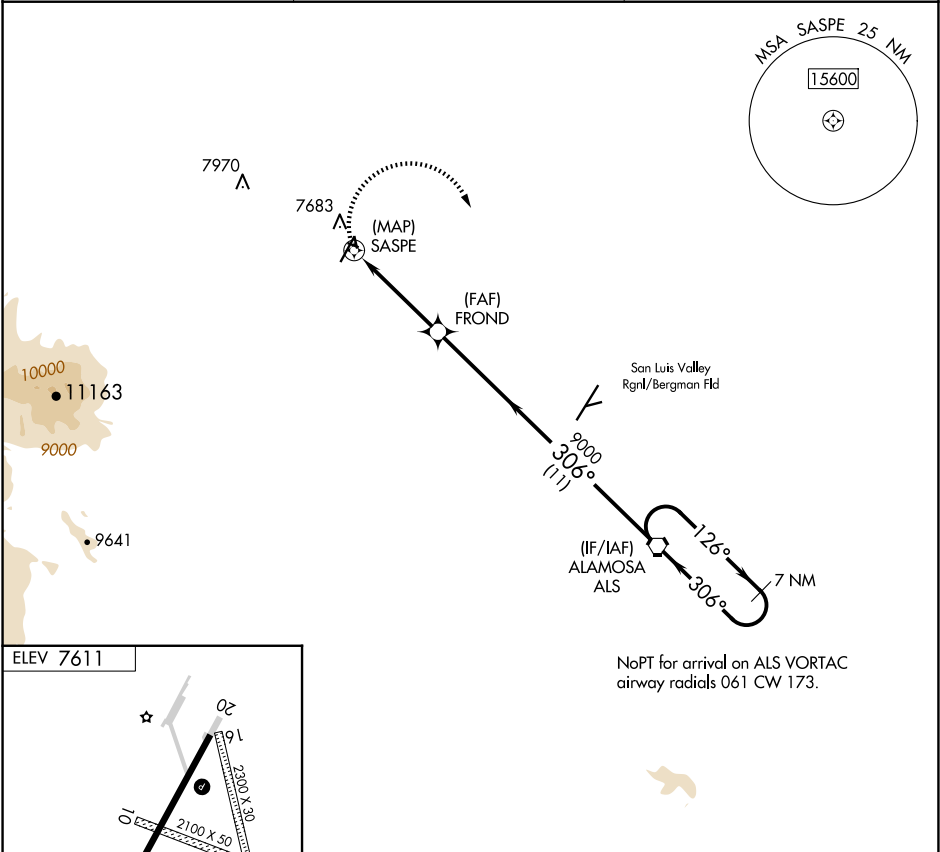 MSA SASPE 25 NM
15600
7970
7683
(MAP)
SASPE
(FAF)
FROND
San Luis Valley
Rgnl/Bergman Fld
10000
11163
9000
9000
306°
(11)
9641
(IF/IAF)
ALAMOSA
ALS
126°
306°
7 NM
NoPT for arrival on ALS VORTAC
airway radials 061 CW 173.
ELEV 7611
20
16
2300 X 30
P
10
2100 X 50